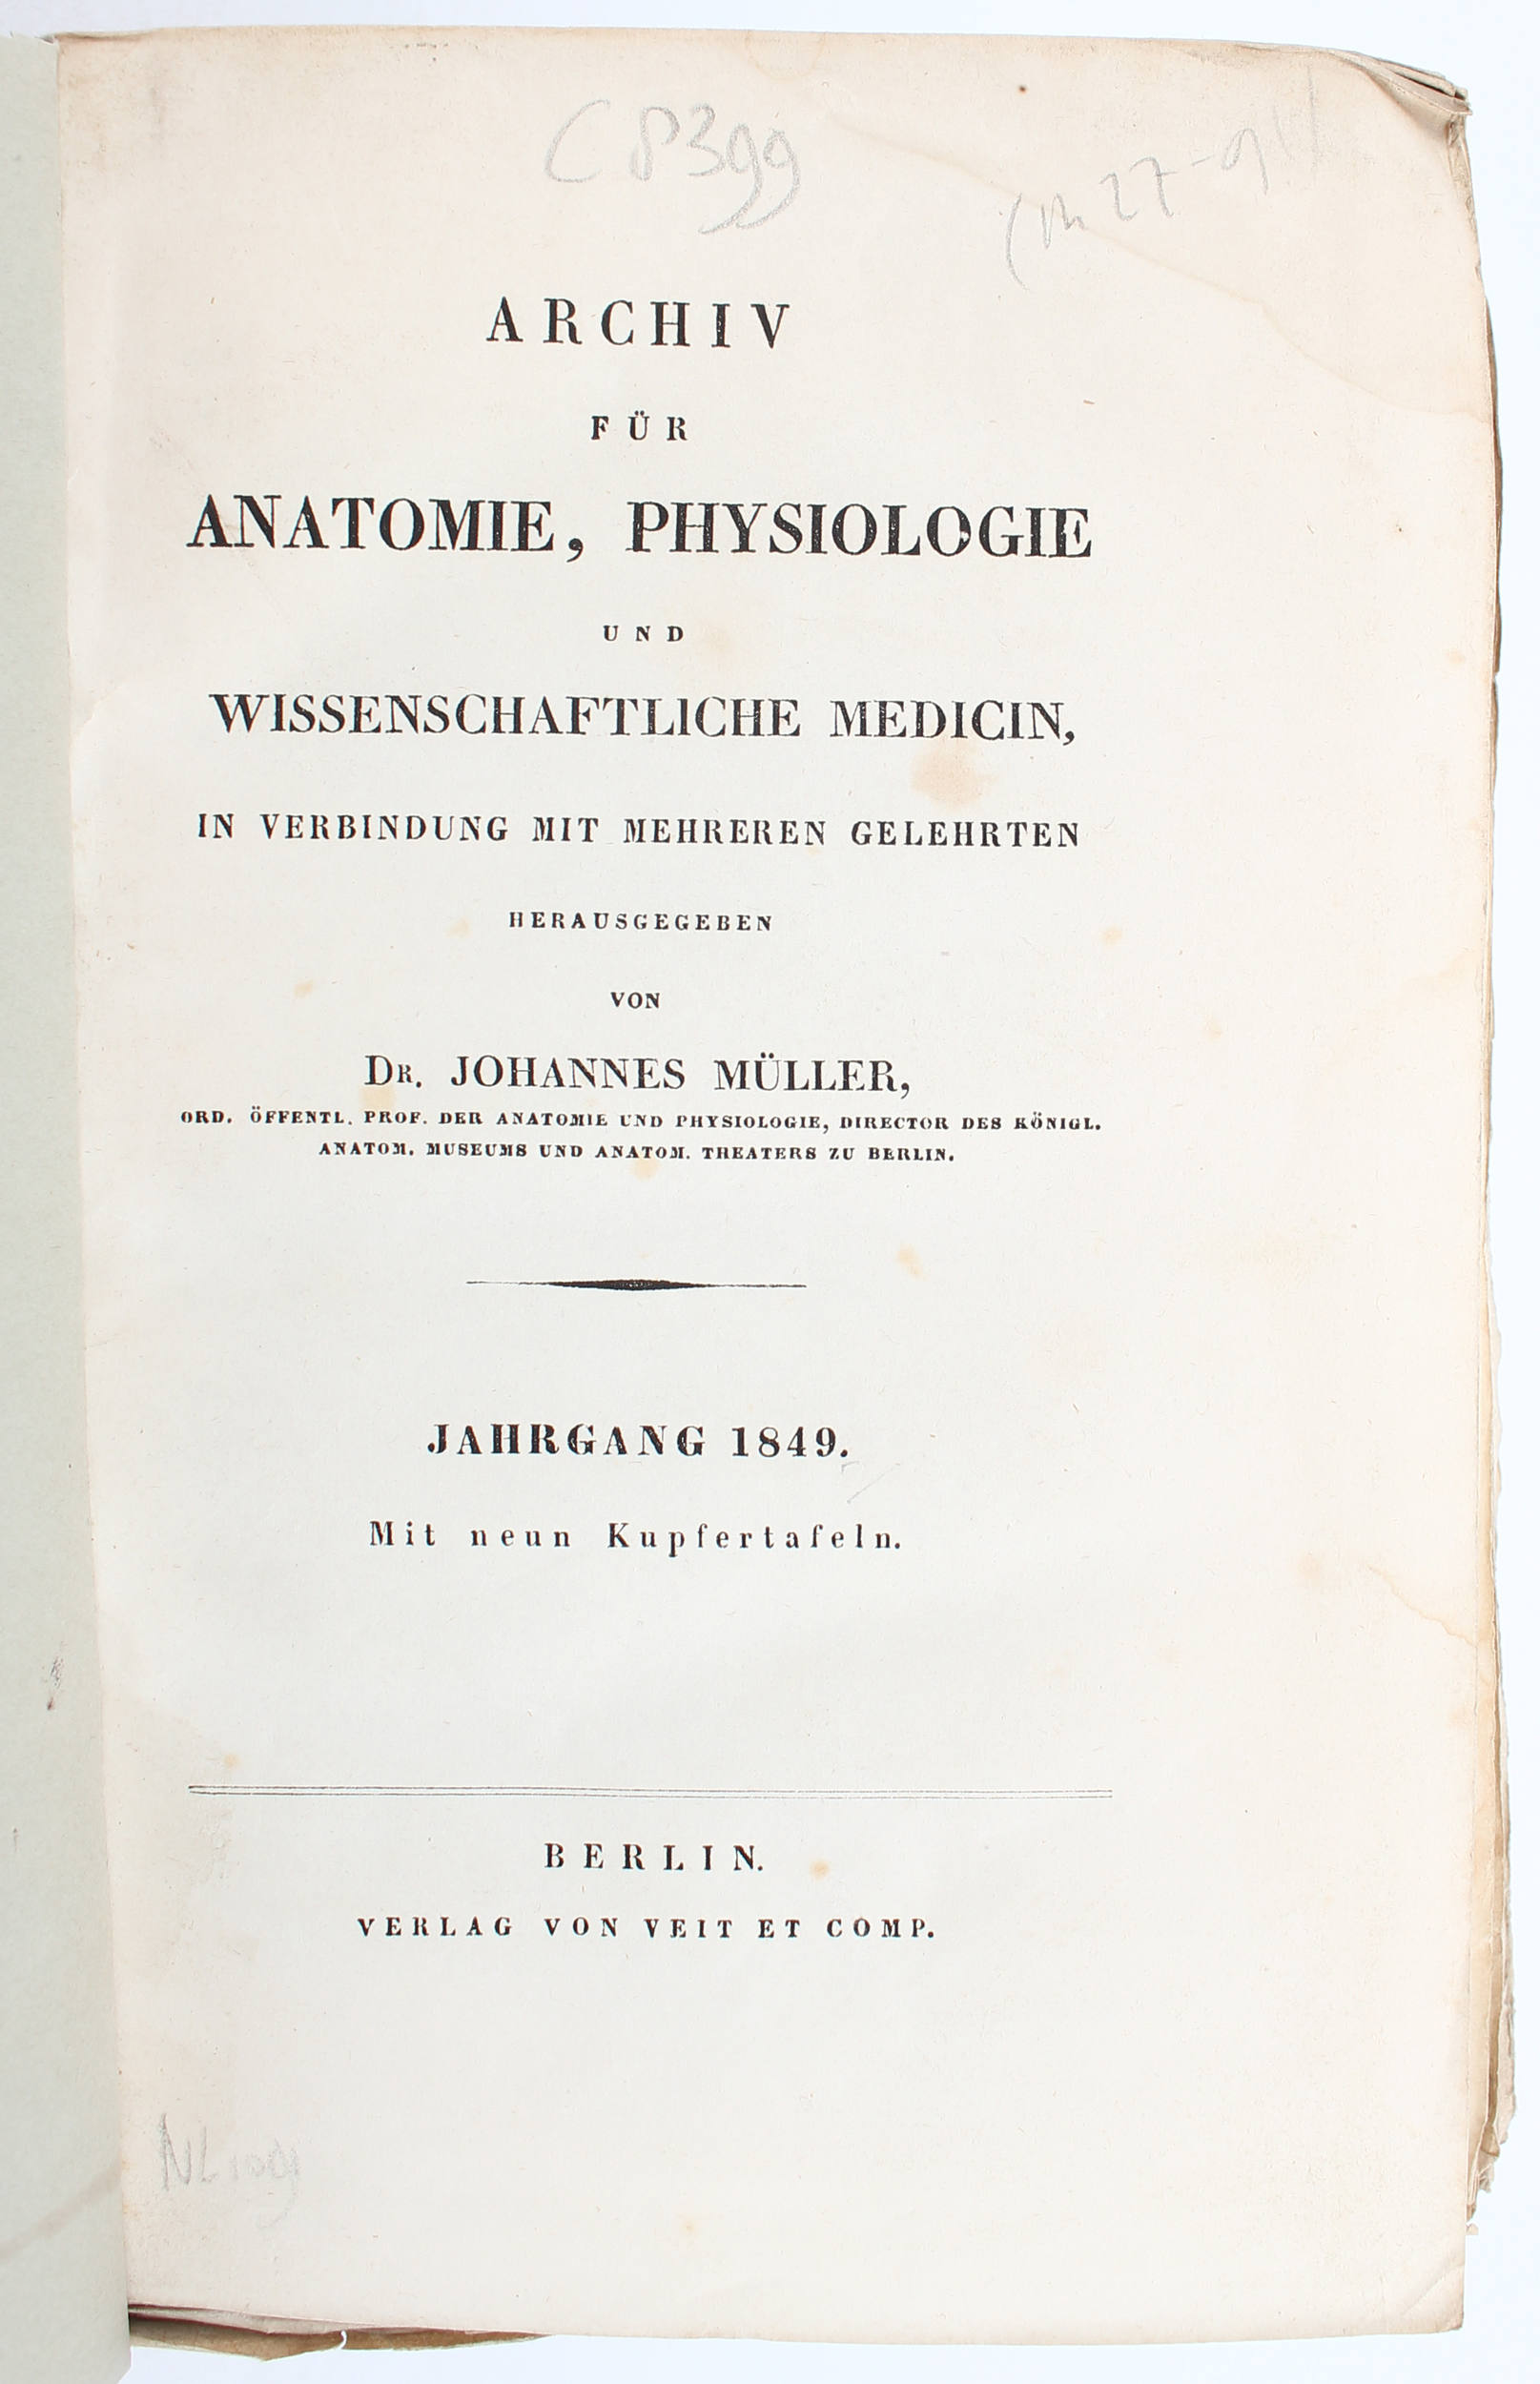 C 8399
ARCHIV
FÜR
ANATOMIE, PHYSIOLOGIE
UND
WISSENSCHAFTLICHE MEDICIN,
IN VERBINDUNG MIT MEHREREN GELEHRTEN
HERAUSGEGEBEN
VON
DR. JOHANNES MÜLLER,
ORD. ÖFFENTL. PROF. DER ANATOMIE UND PHYSIOLOGIE, DIRECTOR DES KÖNIGL.
ANATOM. MUSEUMS UND ANATOM. THEATERS ZU BERLIN.
JAHRGANG 1849.
Mit neun Kupfertafeln.
BERLIN.
VERLAG VON VEIT ET COMP.